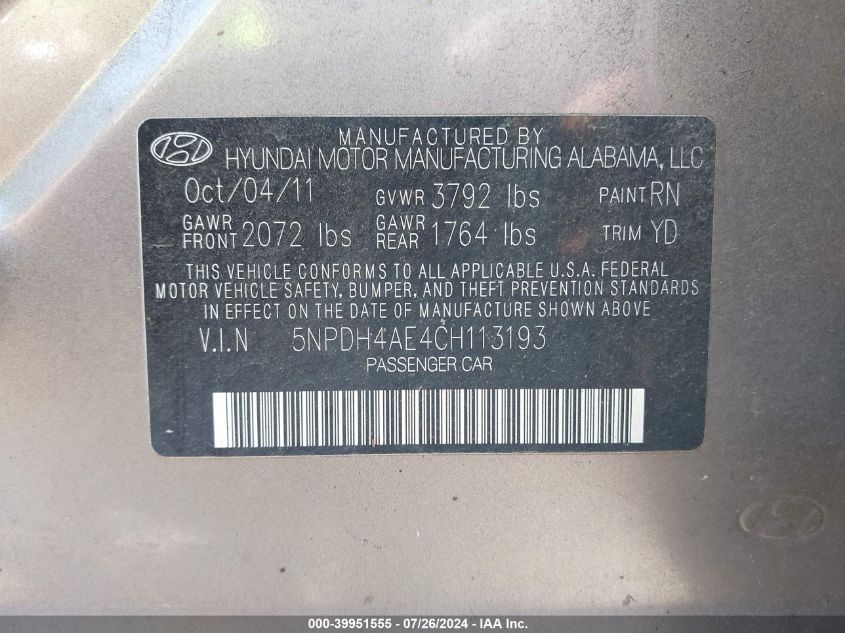 MANUFACTURED BY
HYUNDAI MOTOR MANUFACTURING ALABAMA, LLC
Oct/04/11 GVWR 3792 lbs PAINT RN
GAWR FRONT 2072 lbs GAWR REAR 1764 lbs TRIM YD
THIS VEHICLE CONFORMS TO ALL APPLICABLE U.S.A. FEDERAL
MOTOR VEHICLE SAFETY, BUMPER, AND THEFT PREVENTION STANDARDS
IN EFFECT ON THE DATE OF MANUFACTURE SHOWN ABOVE.
V.I.N 5NPDH4AE4CH113193
PASSENGER CAR
000-39951555 - 07/26/2024 - IAA Inc.